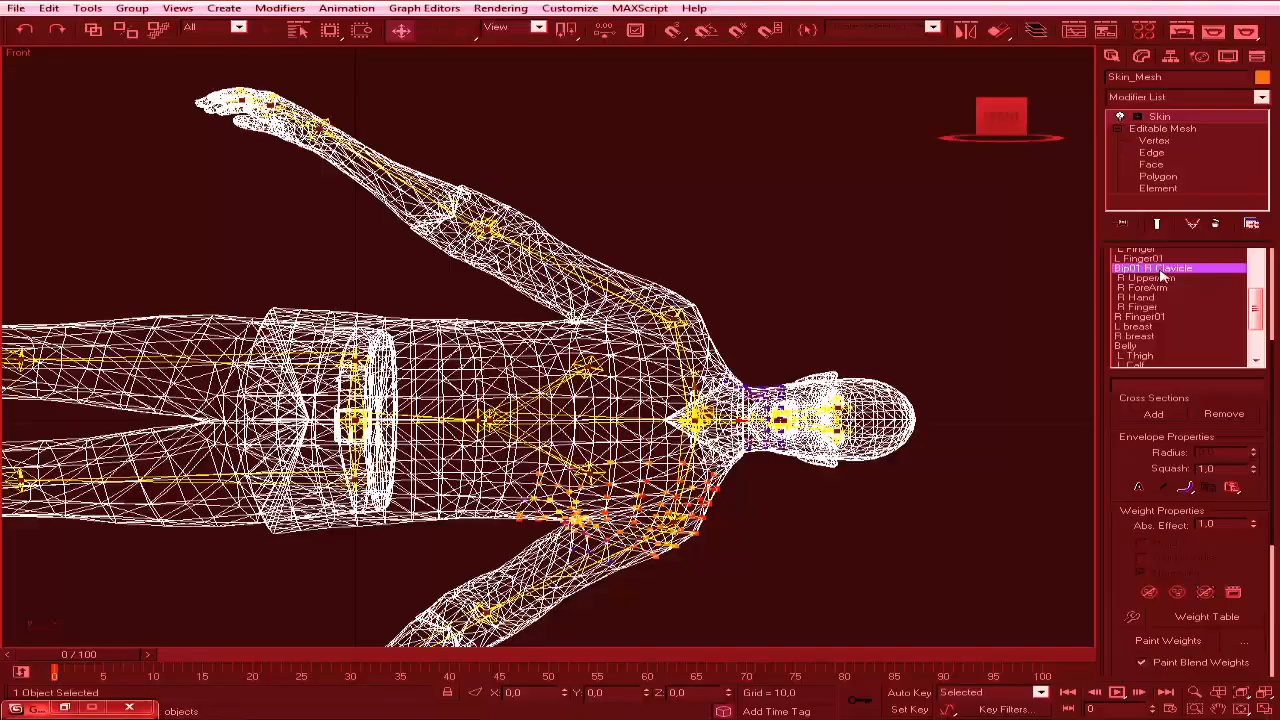 File Edit Tools Group Views Create Modifiers Animation Graph Editors Rendering Customize MAXScript Help
All
View
Front
Skin_Mesh
Modifier List
Skin
Editable Mesh
Vertex
Edge
Face
Polygon
Element
L Finger
L Finger01
Bip01 R Clavicle
R ForeArm
R Hand
R Finger
R Finger01
L breast
R breast
Belly
L Thigh
L Calf
Cross Sections
Add Remove
Envelope Properties
Radius:
Squash: 1,0
Weight Properties
Abs. Effect: 1,0
Weight Table
Paint Weights ...
Paint Blend Weights
< 0 / 100 >
0 5 10 15 20 25 30 35 40 45 50 55 60 65 70 75 80 85 90 95 100
1 Object Selected X: 0,0 Y: 0,0 Z: 0,0 Grid = 10,0 Auto Key Selected
G... objects Add Time Tag Set Key Key Filters... 0